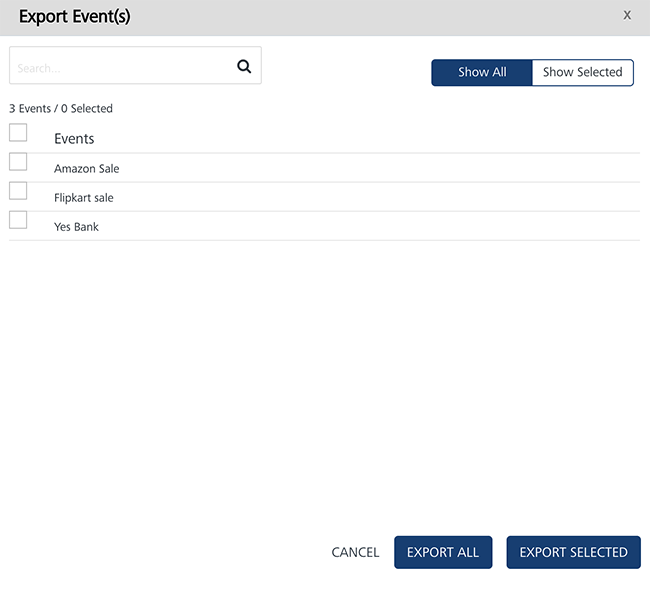 Export Event(s) X
Search...
Show All Show Selected
3 Events / 0 Selected
Events
Amazon Sale
Flipkart sale
Yes Bank
CANCEL EXPORT ALL EXPORT SELECTED